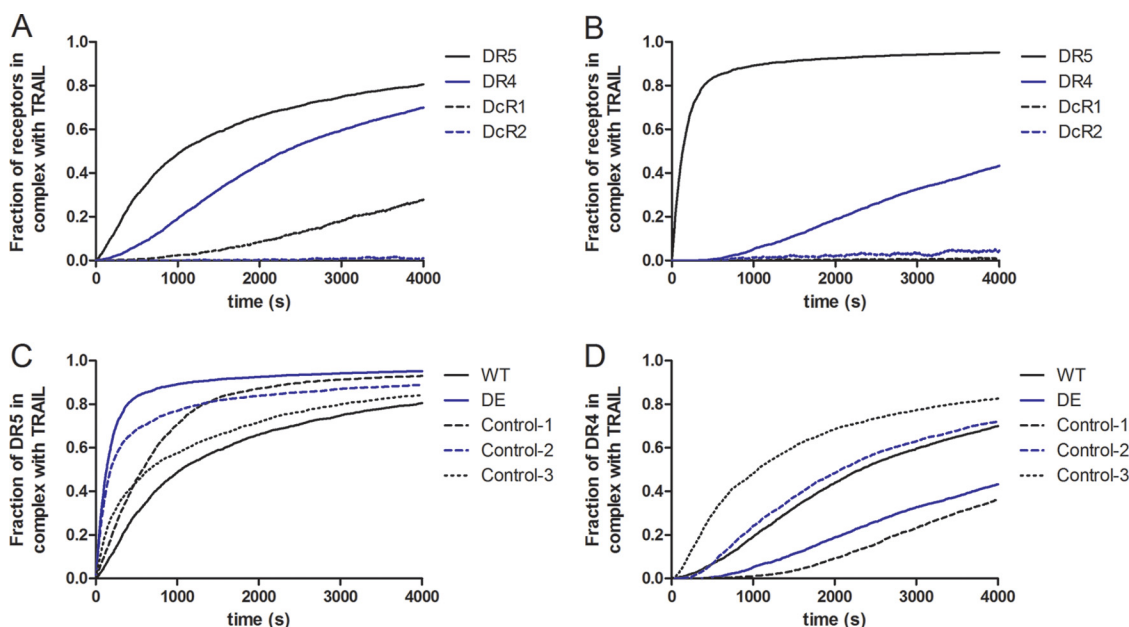 A
Fraction of receptors in
complex with TRAIL
1.0
0.8
0.6
0.4
0.2
0.0
0 1000 2000 3000 4000
time (s)
DR5
DR4
DcR1
DcR2
B
Fraction of receptors in
complex with TRAIL
1.0
0.8
0.6
0.4
0.2
0.0
0 1000 2000 3000 4000
time (s)
DR5
DR4
DcR1
DcR2
C
Fraction of DR5 in
complex with TRAIL
1.0
0.8
0.6
0.4
0.2
0.0
0 1000 2000 3000 4000
time (s)
WT
DE
Control-1
Control-2
Control-3
D
Fraction of DR4 in
complex with TRAIL
1.0
0.8
0.6
0.4
0.2
0.0
0 1000 2000 3000 4000
time (s)
WT
DE
Control-1
Control-2
Control-3